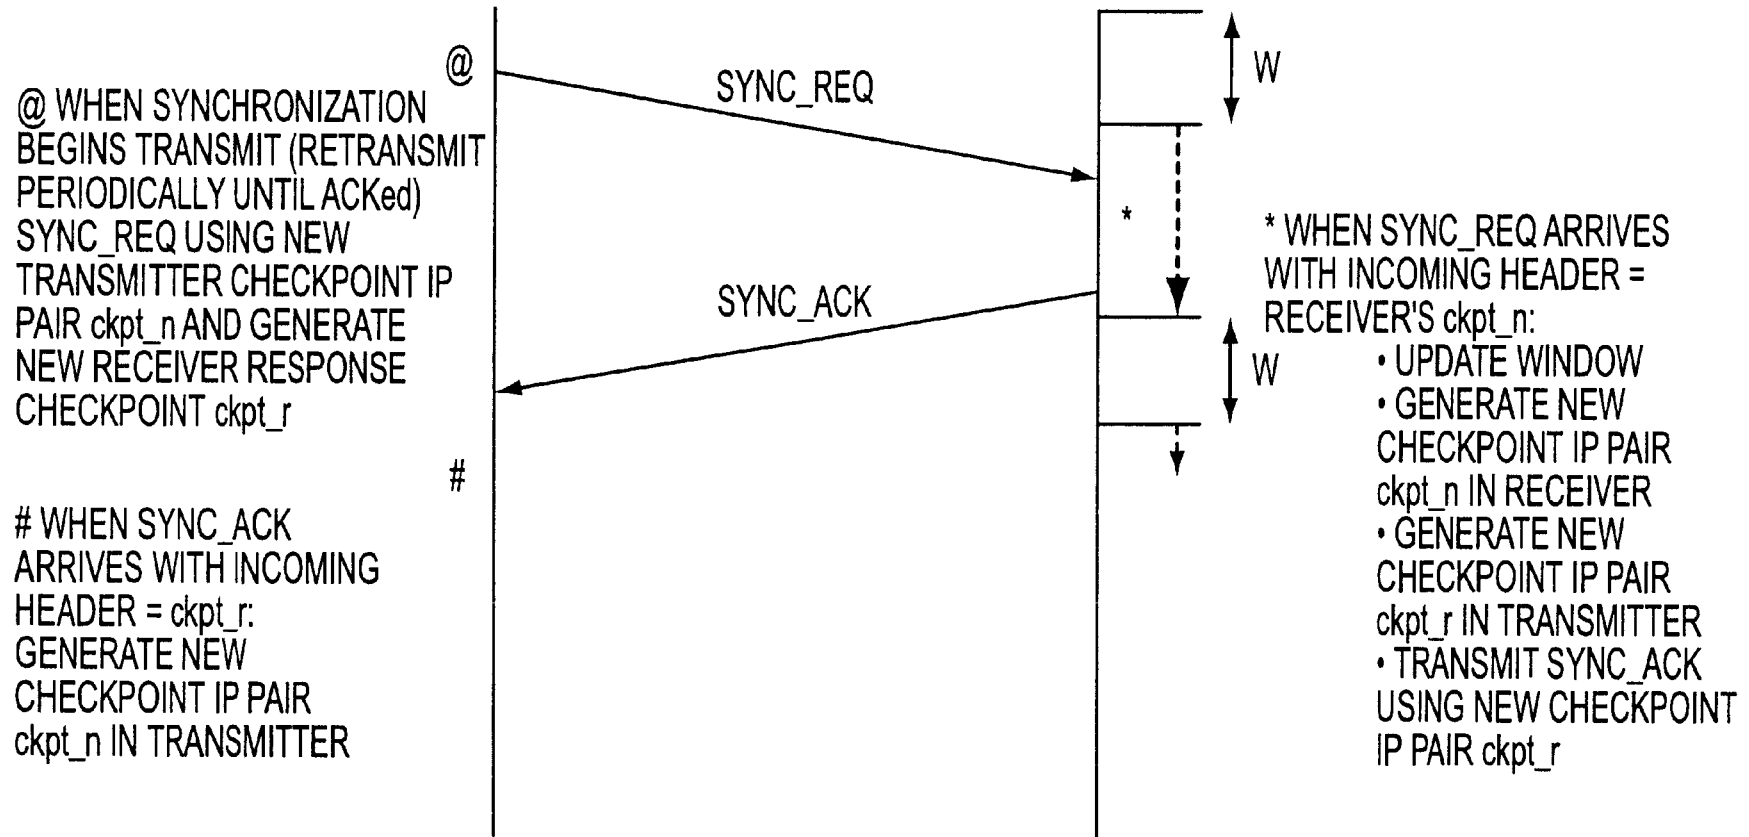 @
@ WHEN SYNCHRONIZATION
BEGINS TRANSMIT (RETRANSMIT
PERIODICALLY UNTIL ACKed)
SYNC_REQ USING NEW
TRANSMITTER CHECKPOINT IP
PAIR ckpt_n AND GENERATE
NEW RECEIVER RESPONSE
CHECKPOINT ckpt_r
#
# WHEN SYNC_ACK
ARRIVES WITH INCOMING
HEADER = ckpt_r:
GENERATE NEW
CHECKPOINT IP PAIR
ckpt_n IN TRANSMITTER
SYNC_REQ
SYNC_ACK
*
W
W
* WHEN SYNC_REQ ARRIVES
WITH INCOMING HEADER =
RECEIVER'S ckpt_n:
• UPDATE WINDOW
• GENERATE NEW
CHECKPOINT IP PAIR
ckpt_n IN RECEIVER
• GENERATE NEW
CHECKPOINT IP PAIR
ckpt_r IN TRANSMITTER
• TRANSMIT SYNC_ACK
USING NEW CHECKPOINT
IP PAIR ckpt_r